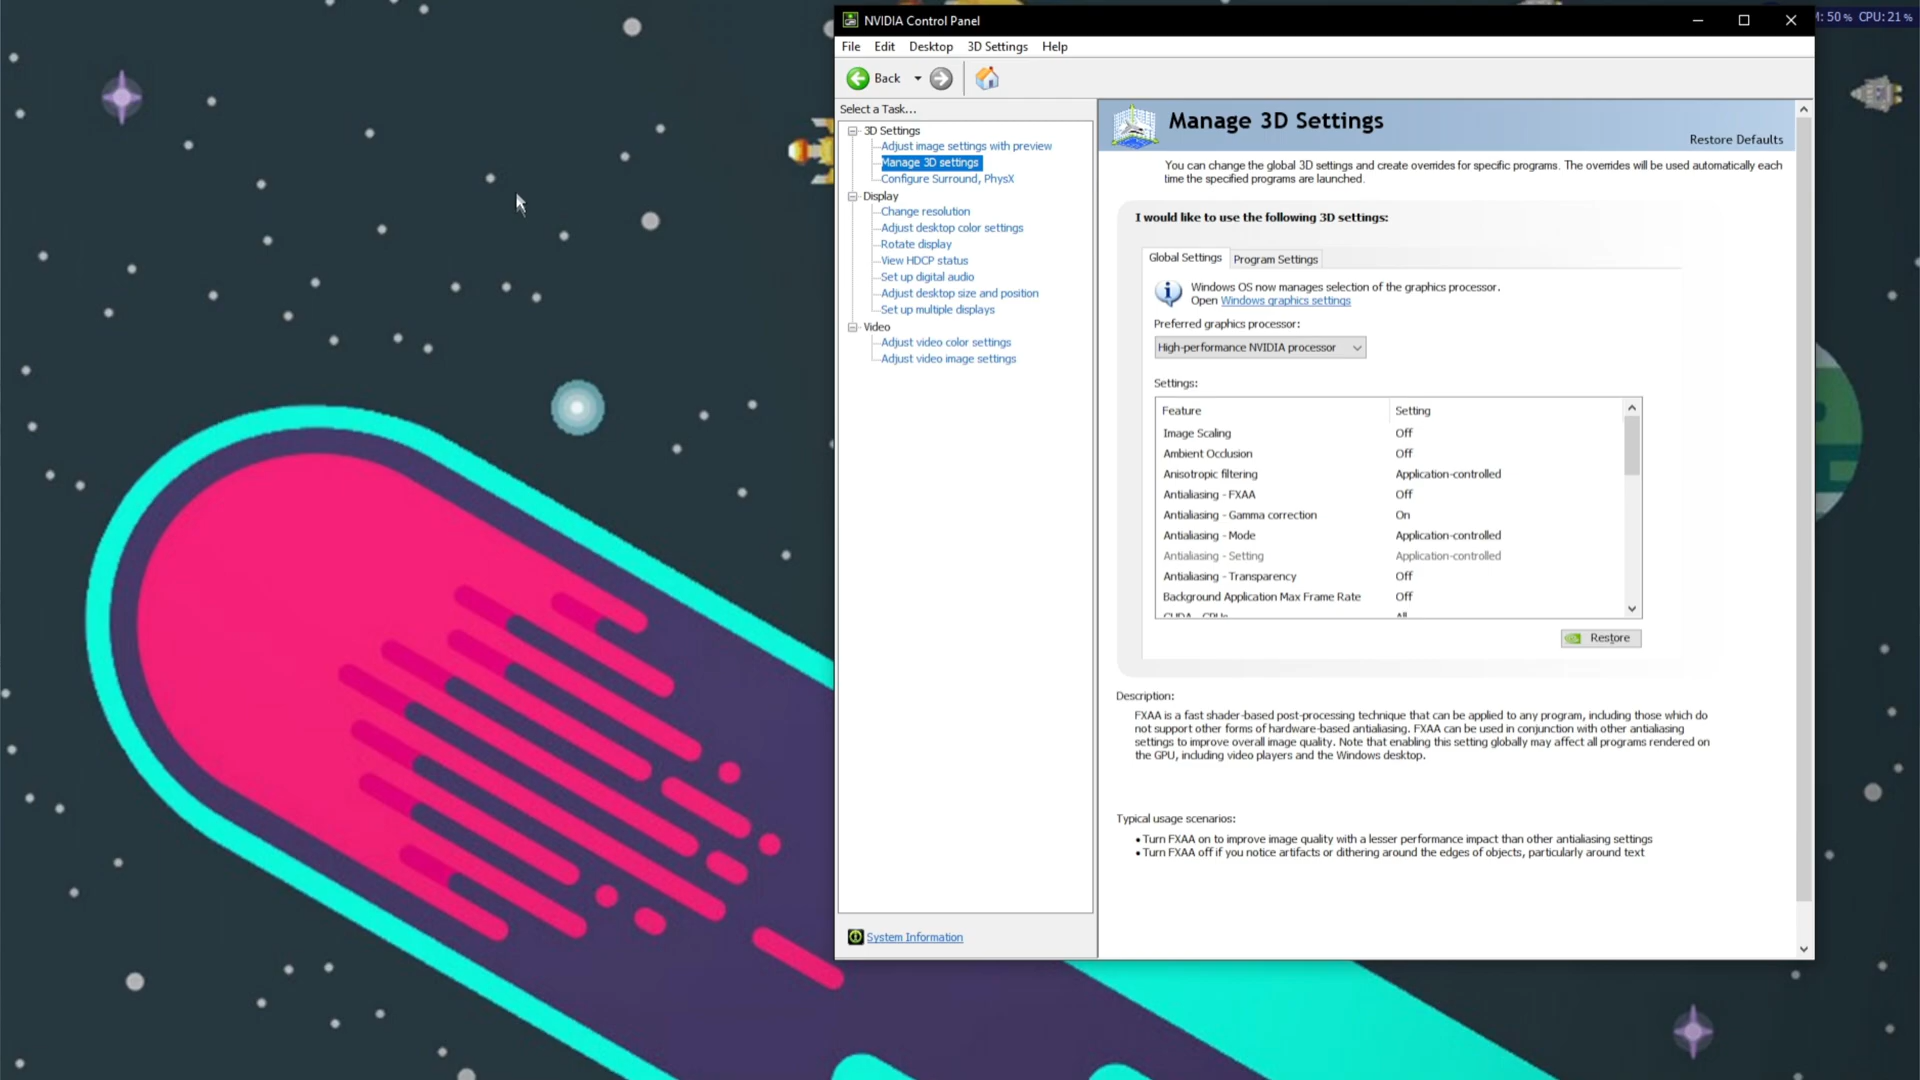 NVIDIA Control Panel
: 50 % CPU: 21 %
File Edit Desktop 3D Settings Help
Back
Select a Task...
3D Settings
Adjust image settings with preview
Manage 3D settings
Configure Surround, PhysX
Display
Change resolution
Adjust desktop color settings
Rotate display
View HDCP status
Set up digital audio
Adjust desktop size and position
Set up multiple displays
Video
Adjust video color settings
Adjust video image settings
System Information
Manage 3D Settings
Restore Defaults
You can change the global 3D settings and create overrides for specific programs. The overrides will be used automatically each
time the specified programs are launched.
I would like to use the following 3D settings:
Global Settings Program Settings
Windows OS now manages selection of the graphics processor.
Open Windows graphics settings
Preferred graphics processor:
High-performance NVIDIA processor
Settings:
Feature Setting
Image Scaling Off
Ambient Occlusion Off
Anisotropic filtering Application-controlled
Antialiasing - FXAA Off
Antialiasing - Gamma correction On
Antialiasing - Mode Application-controlled
Antialiasing - Setting Application-controlled
Antialiasing - Transparency Off
Background Application Max Frame Rate Off
CUDA - GPUs All
Restore
Description:
FXAA is a fast shader-based post-processing technique that can be applied to any program, including those which do
not support other forms of hardware-based antialiasing. FXAA can be used in conjunction with other antialiasing
settings to improve overall image quality. Note that enabling this setting globally may affect all programs rendered on
the GPU, including video players and the Windows desktop.
Typical usage scenarios:
• Turn FXAA on to improve image quality with a lesser performance impact than other antialiasing settings
• Turn FXAA off if you notice artifacts or dithering around the edges of objects, particularly around text